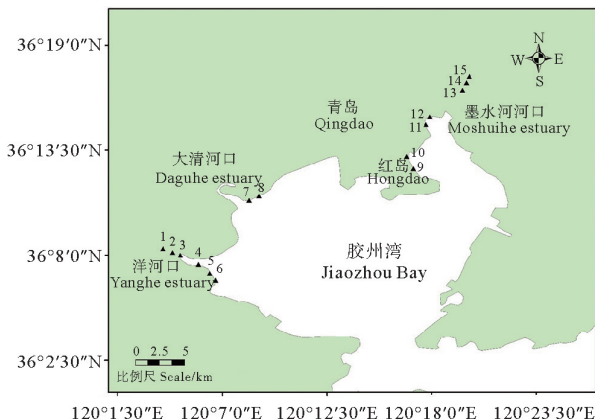 36°19′0″N
36°13′30″N
36°8′0″N
36°2′30″N
N
W E
S
15
14
13
青岛
Qingdao
12
11
墨水河河口
Moshuihe estuary
大清河口
Daguhe estuary
7 8
10
红岛
9
Hongdao
1
2
3
4
5
6
洋河口
Yanghe estuary
胶州湾
Jiaozhou Bay
0 2.5 5
比例尺 Scale/km
120°1′30″E 120°7′0″E 120°12′30″E 120°18′0″E 120°23′30″E